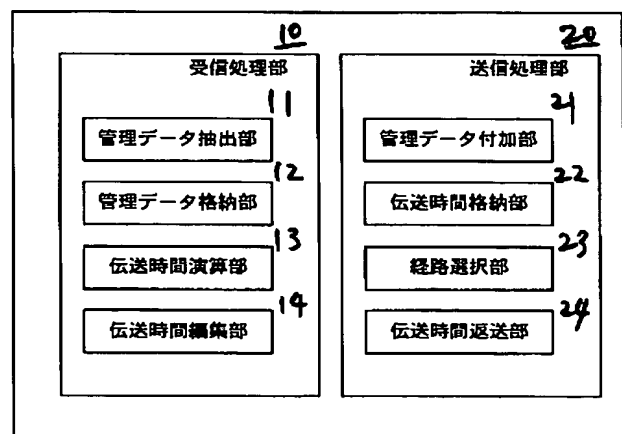 10
受信処理部
11
管理データ抽出部
12
管理データ格納部
13
伝送時間演算部
14
伝送時間編集部
20
送信処理部
21
管理データ付加部
22
伝送時間格納部
23
経路選択部
24
伝送時間返送部